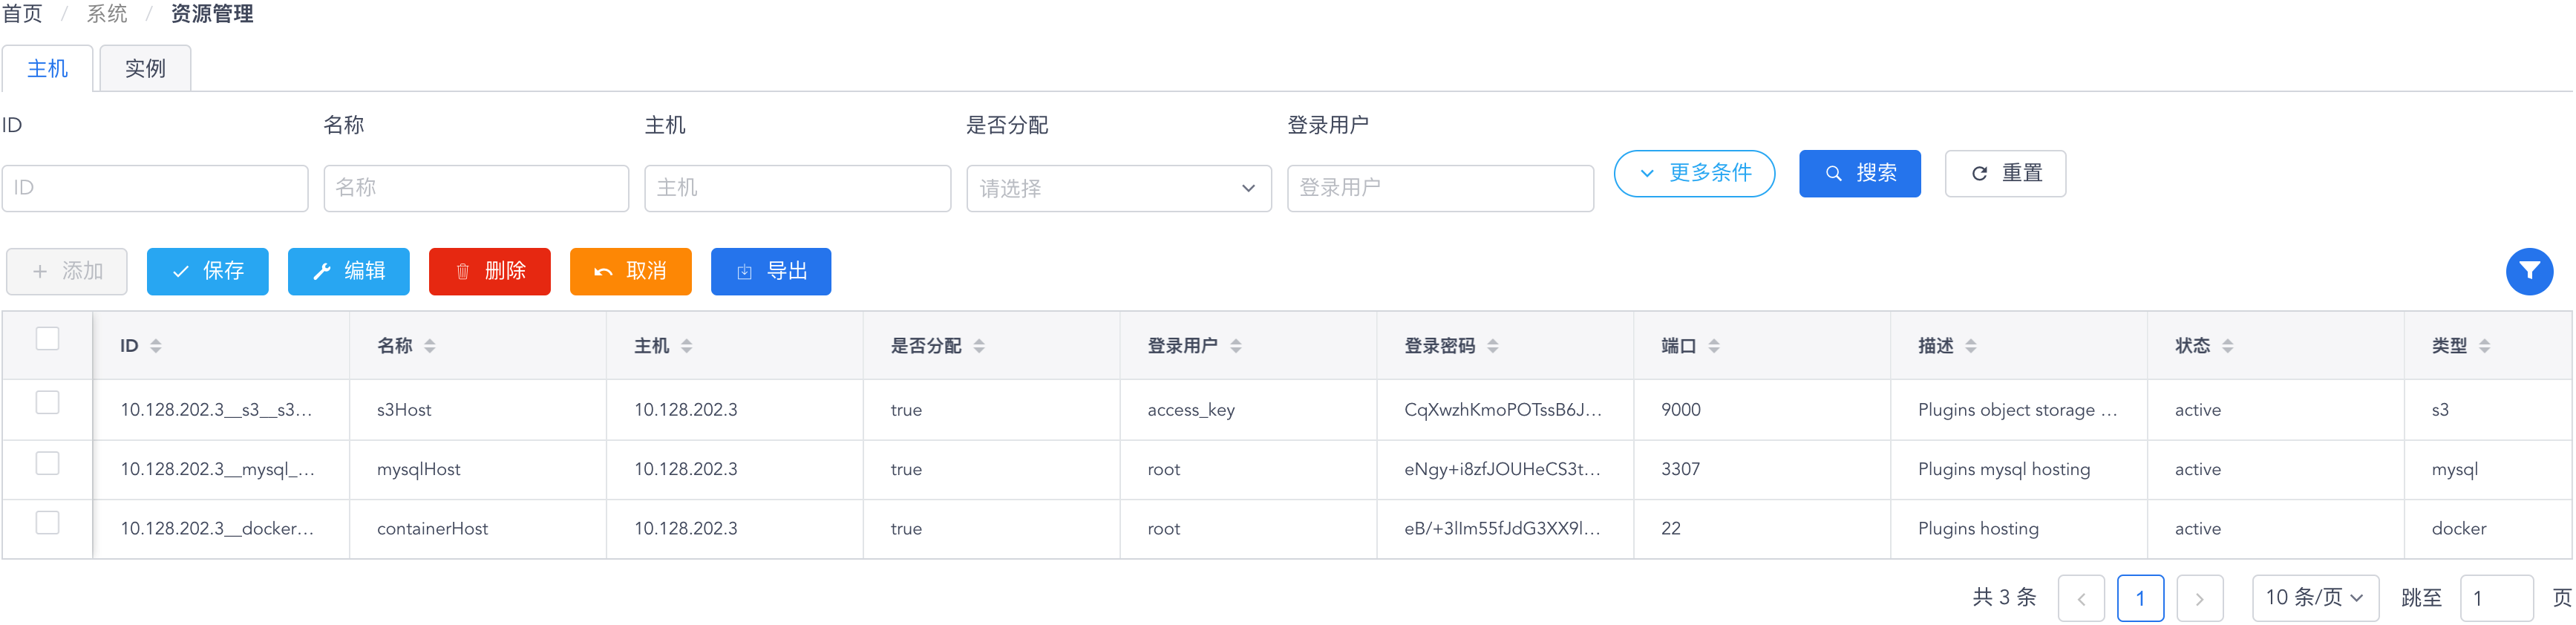 首页 / 系统 / 资源管理
主机 实例
ID 名称 主机 是否分配 登录用户
ID 名称 主机 请选择 登录用户 更多条件 搜索 重置
添加 保存 编辑 删除 取消 导出
ID 名称 主机 是否分配 登录用户 登录密码 端口 描述 状态 类型
10.128.202.3__s3__s3... s3Host 10.128.202.3 true access_key CqXwzhKmoPOTssB6J... 9000 Plugins object storage ... active s3
10.128.202.3__mysql_... mysqlHost 10.128.202.3 true root eNgy+i8zfJOUHeCS3t... 3307 Plugins mysql hosting active mysql
10.128.202.3__docker... containerHost 10.128.202.3 true root eB/+3lIm55fJdG3XX9l... 22 Plugins hosting active docker
共 3 条 1 10 条/页 跳至 1 页